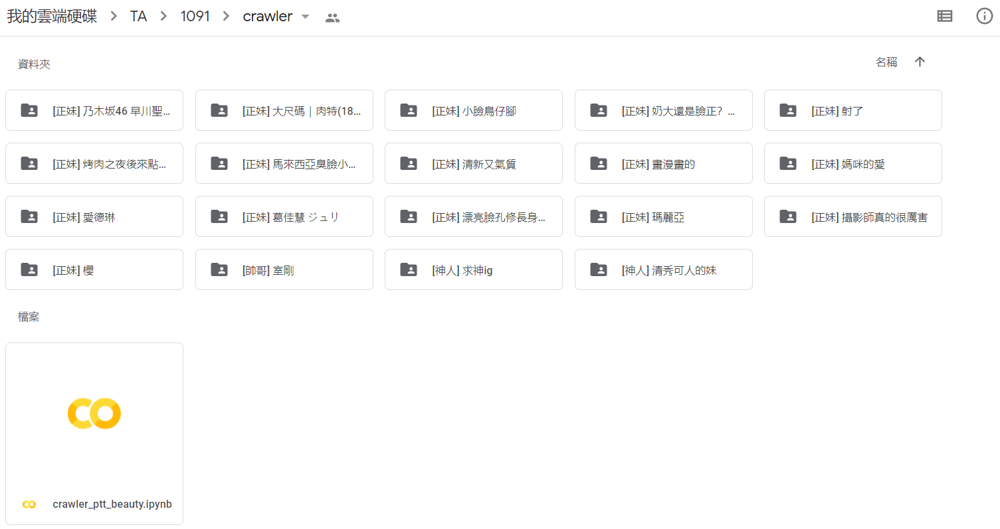 我的雲端硬碟 > TA > 1091 > crawler
資料夾
名稱
[正妹] 乃木坂46 早川聖...
[正妹] 大尺碼｜肉特(18...
[正妹] 小臉鳥仔腳
[正妹] 奶大還是臉正？...
[正妹] 射了
[正妹] 烤肉之夜後來點...
[正妹] 馬來西亞臭臉小...
[正妹] 清新又氣質
[正妹] 畫漫畫的
[正妹] 媽咪的愛
[正妹] 愛德琳
[正妹] 葛佳慧 ジュリ
[正妹] 漂亮臉孔修長身...
[正妹] 瑪麗亞
[正妹] 攝影師真的很厲害
[正妹] 櫻
[帥哥] 室剛
[神人] 求神ig
[神人] 清秀可人的妹
檔案
crawler_ptt_beauty.ipynb